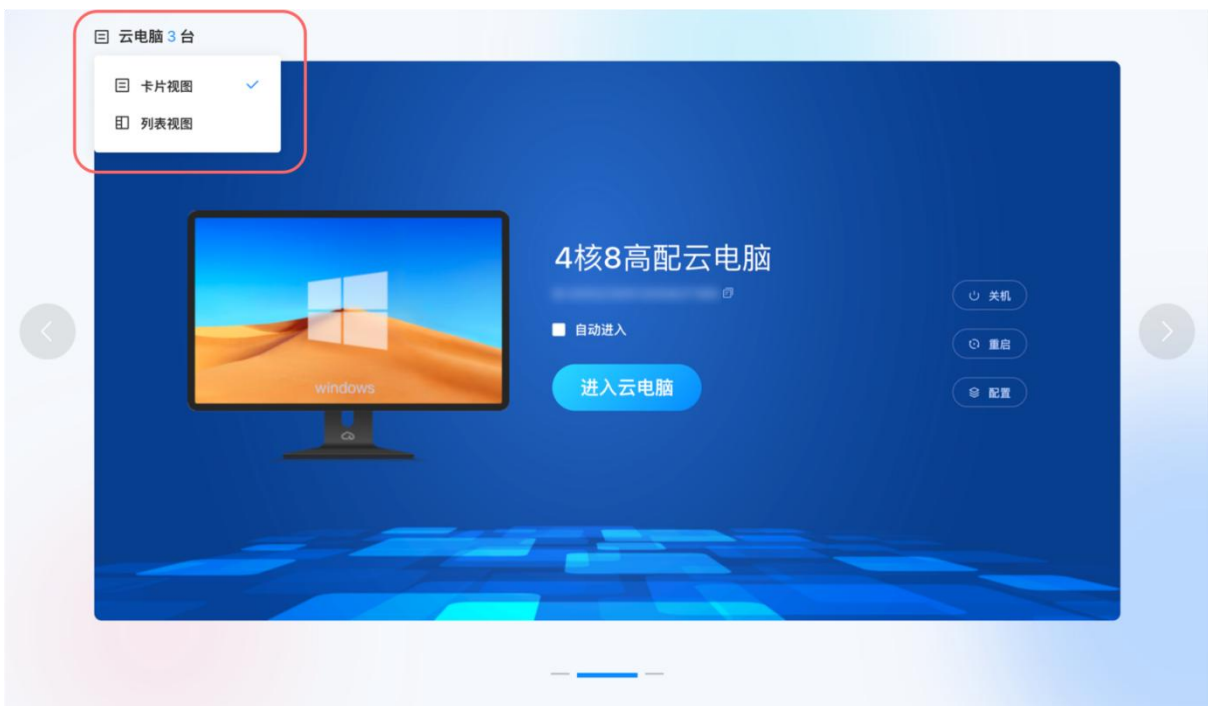 云电脑 3 台
卡片视图
列表视图
4核8高配云电脑
自动进入
进入云电脑
windows
关机
重启
配置